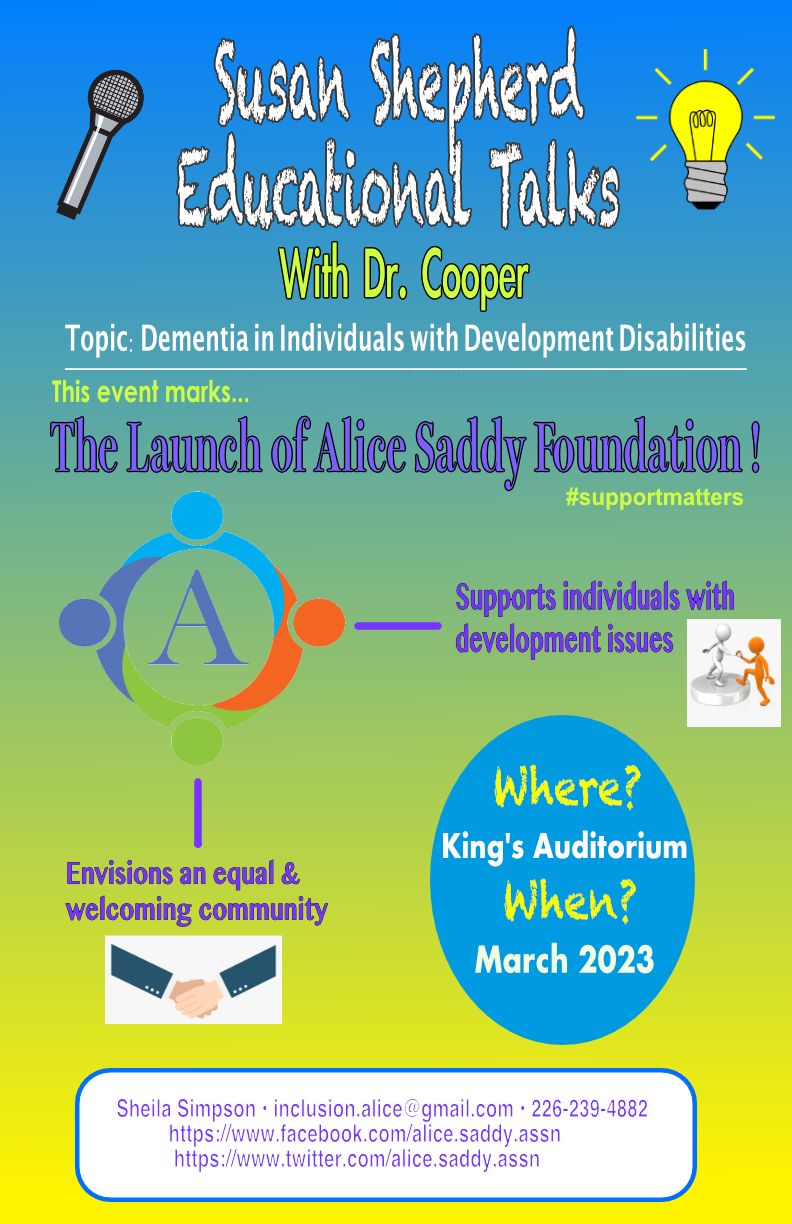 Susan Shepherd
Educational Talks
With Dr. Cooper
Topic: Dementia in Individuals with Development Disabilities
This event marks...
The Launch of Alice Saddy Foundation !
#supportmatters
A
Supports individuals with
development issues
Where?
King's Auditorium
When?
March 2023
Envisions an equal &
welcoming community
Sheila Simpson · inclusion.alice@gmail.com · 226-239-4882
https://www.facebook.com/alice.saddy.assn
https://www.twitter.com/alice.saddy.assn